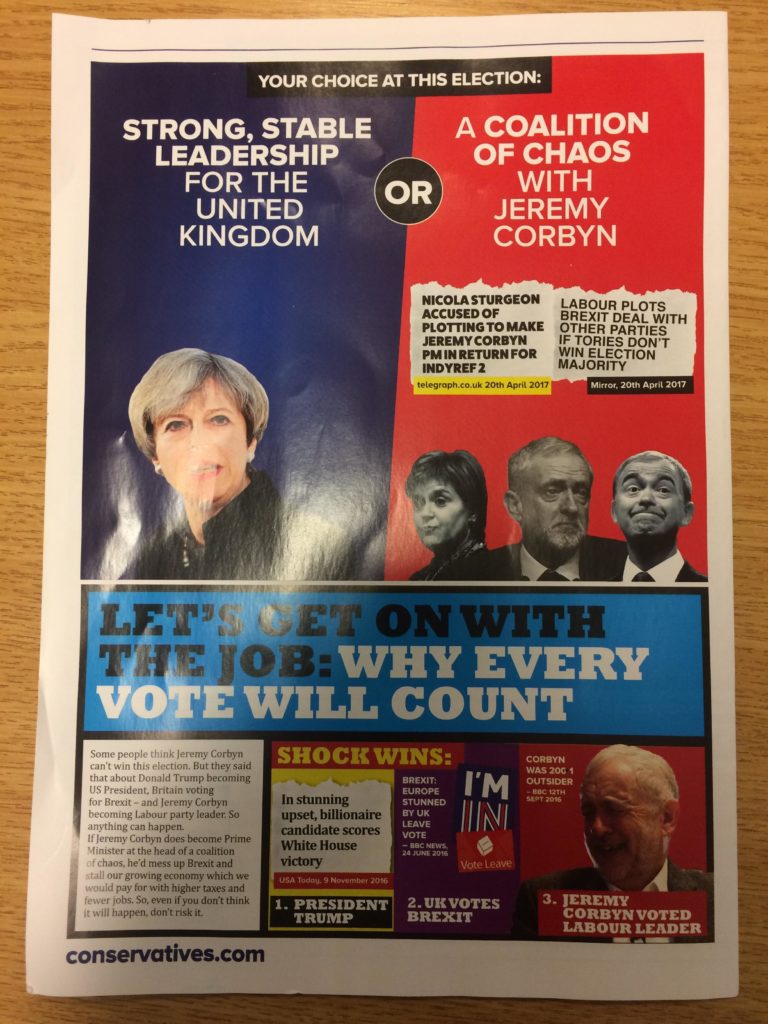 YOUR CHOICE AT THIS ELECTION:
STRONG, STABLE
LEADERSHIP
FOR THE
UNITED
KINGDOM
OR
A COALITION
OF CHAOS
WITH
JEREMY
CORBYN
NICOLA STURGEON
ACCUSED OF
PLOTTING TO MAKE
JEREMY CORBYN
PM IN RETURN FOR
INDYREF 2
telegraph.co.uk 20th April 2017
LABOUR PLOTS
BREXIT DEAL WITH
OTHER PARTIES
IF TORIES DON'T
WIN ELECTION
MAJORITY
Mirror, 20th April 2017
LET'S GET ON WITH
THE JOB: WHY EVERY
VOTE WILL COUNT
Some people think Jeremy Corbyn
can't win this election. But they said
that about Donald Trump becoming
US President, Britain voting
for Brexit – and Jeremy Corbyn
becoming Labour party leader. So
anything can happen.
If Jeremy Corbyn does become Prime
Minister at the head of a coalition
of chaos, he'd mess up Brexit and
stall our growing economy which we
would pay for with higher taxes and
fewer jobs. So, even if you don't think
it will happen, don't risk it.
SHOCK WINS:
In stunning
upset, billionaire
candidate scores
White House
victory
USA Today, 9 November 2016
1. PRESIDENT
TRUMP
BREXIT:
EUROPE
STUNNED
BY UK
LEAVE
VOTE
– BBC NEWS,
24 JUNE 2016
I'M
IN
Vote Leave
2. UK VOTES
BREXIT
CORBYN
WAS 200-1
OUTSIDER
– BBC 12TH
SEPT 2016
3. JEREMY
CORBYN VOTED
LABOUR LEADER
conservatives.com